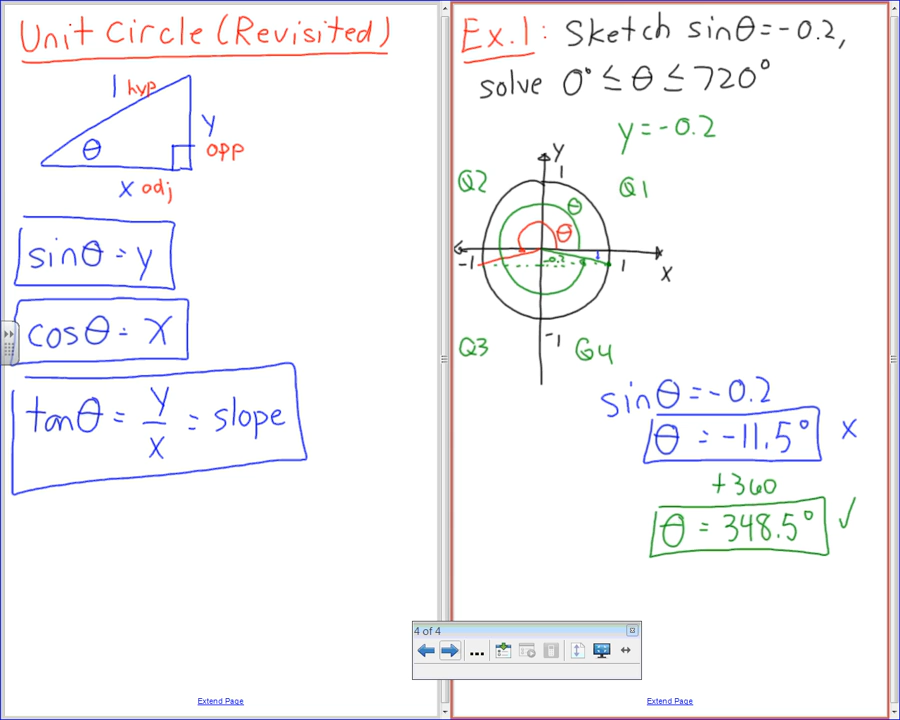 Unit Circle (Revisited)
1 hyp
θ
y
opp
x adj
sinθ = y
cosθ = x
tanθ = y/x = slope
Extend Page
Ex.1: Sketch sinθ = -0.2,
solve 0° ≤ θ ≤ 720°
y = -0.2
Y
1
Q2
Q1
θ
θ
-1
-0.2
1
x
-1
Q3
Q4
sinθ = -0.2
θ = -11.5° x
+360
θ = 348.5° ✓
4 of 4
...
Extend Page